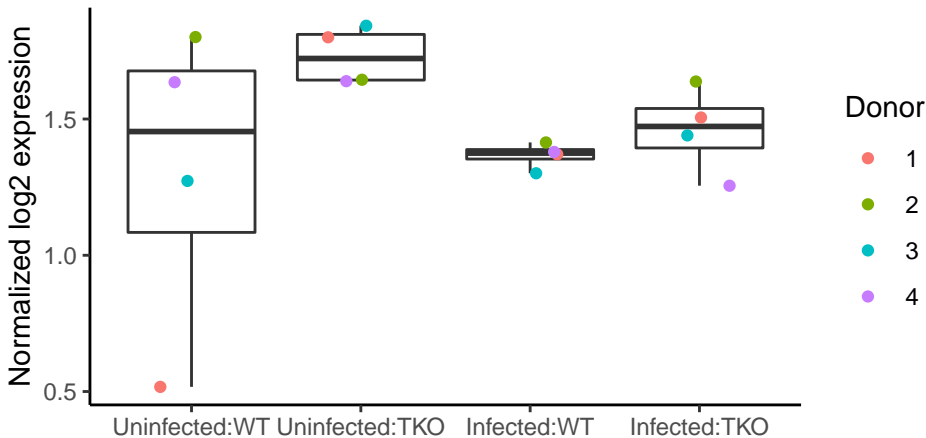 Normalized log2 expression
1.5
1.0
0.5
Uninfected:WT
Uninfected:TKO
Infected:WT
Infected:TKO
Donor
1
2
3
4